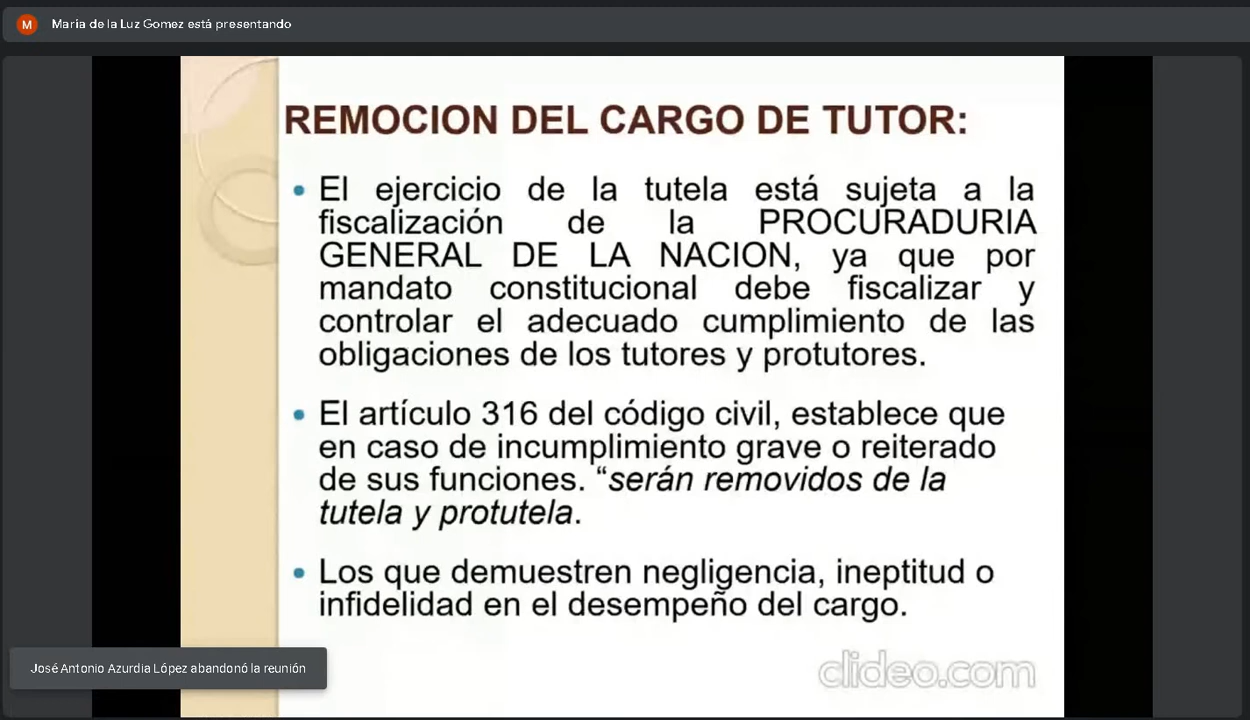 M Maria de la Luz Gomez está presentando
REMOCION DEL CARGO DE TUTOR:
• El ejercicio de la tutela está sujeta a la
fiscalización de la PROCURADURIA
GENERAL DE LA NACION, ya que por
mandato constitucional debe fiscalizar y
controlar el adecuado cumplimiento de las
obligaciones de los tutores y protutores.
• El artículo 316 del código civil, establece que
en caso de incumplimiento grave o reiterado
de sus funciones. “serán removidos de la
tutela y protutela.
• Los que demuestren negligencia, ineptitud o
infidelidad en el desempeño del cargo.
José Antonio Azurdia López abandonó la reunión
clideo.com